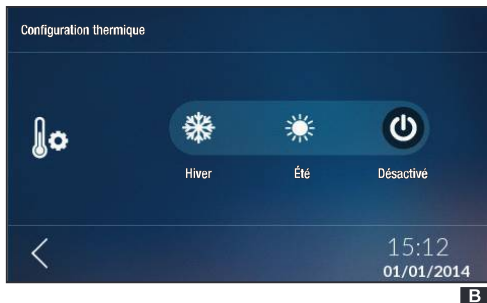 Configuration thermique
Hiver Été Désactivé
15:12
01/01/2014
B